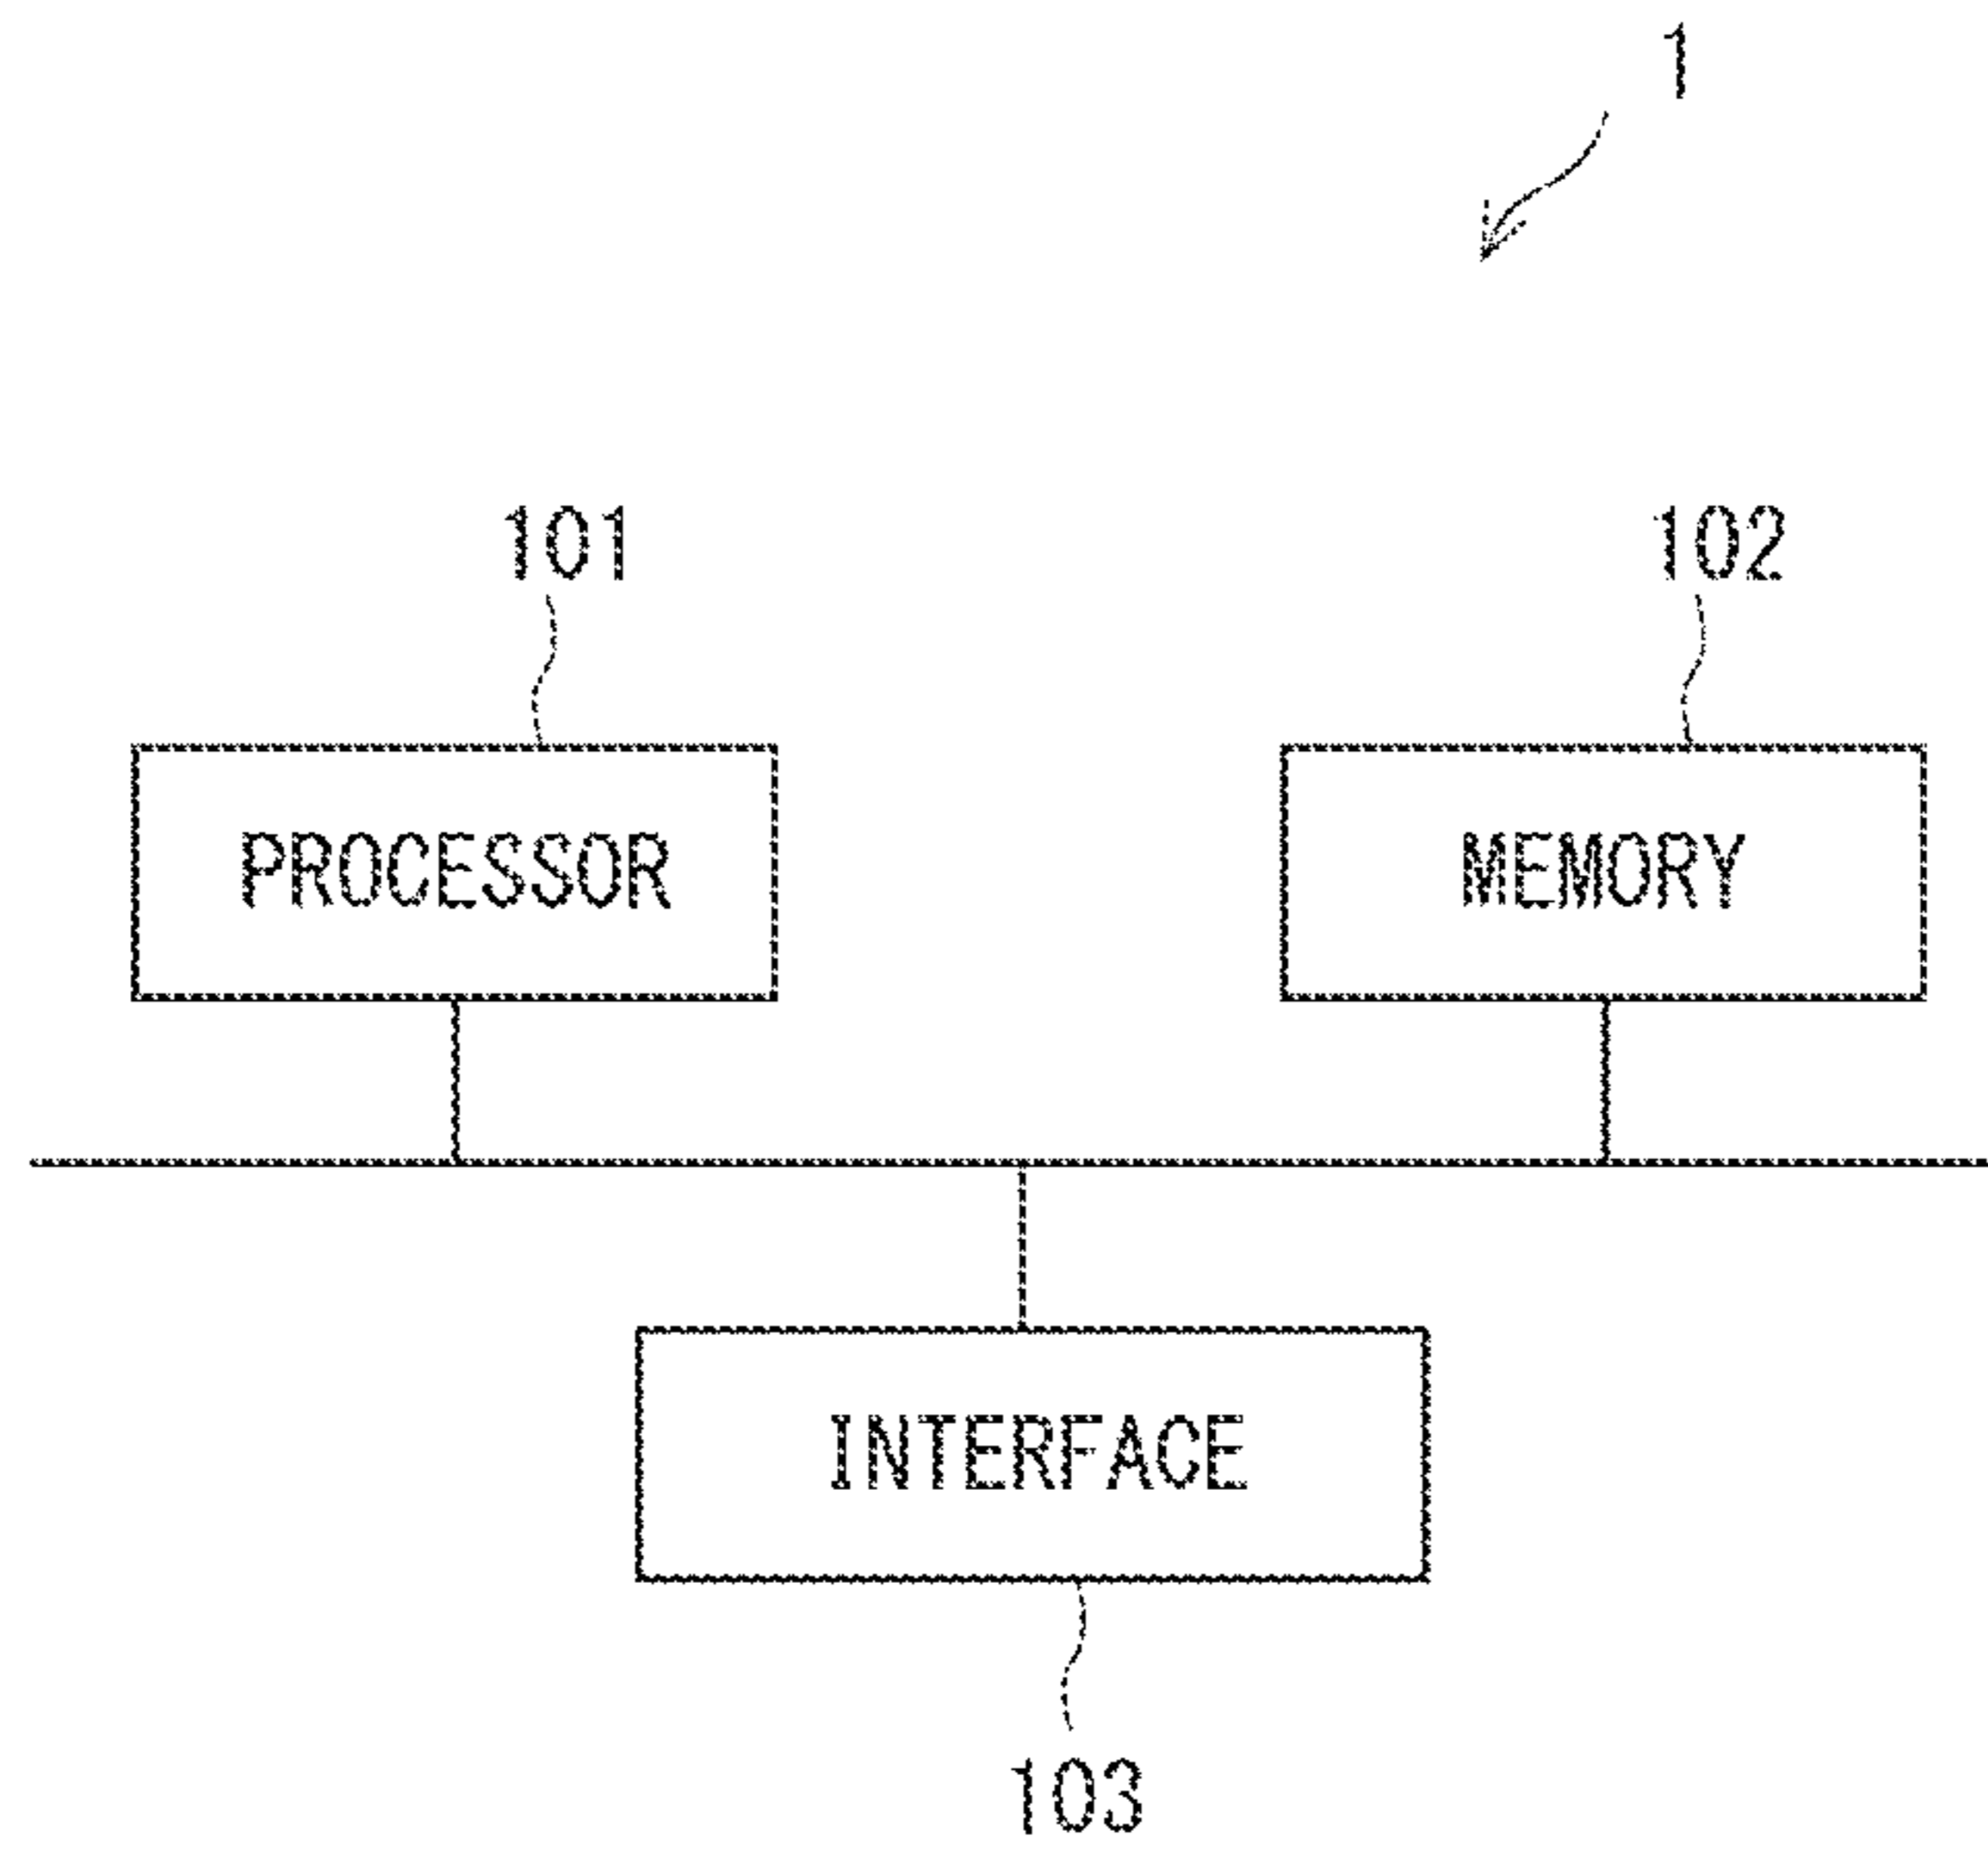 1
101
102
PROCESSOR
MEMORY
INTERFACE
103